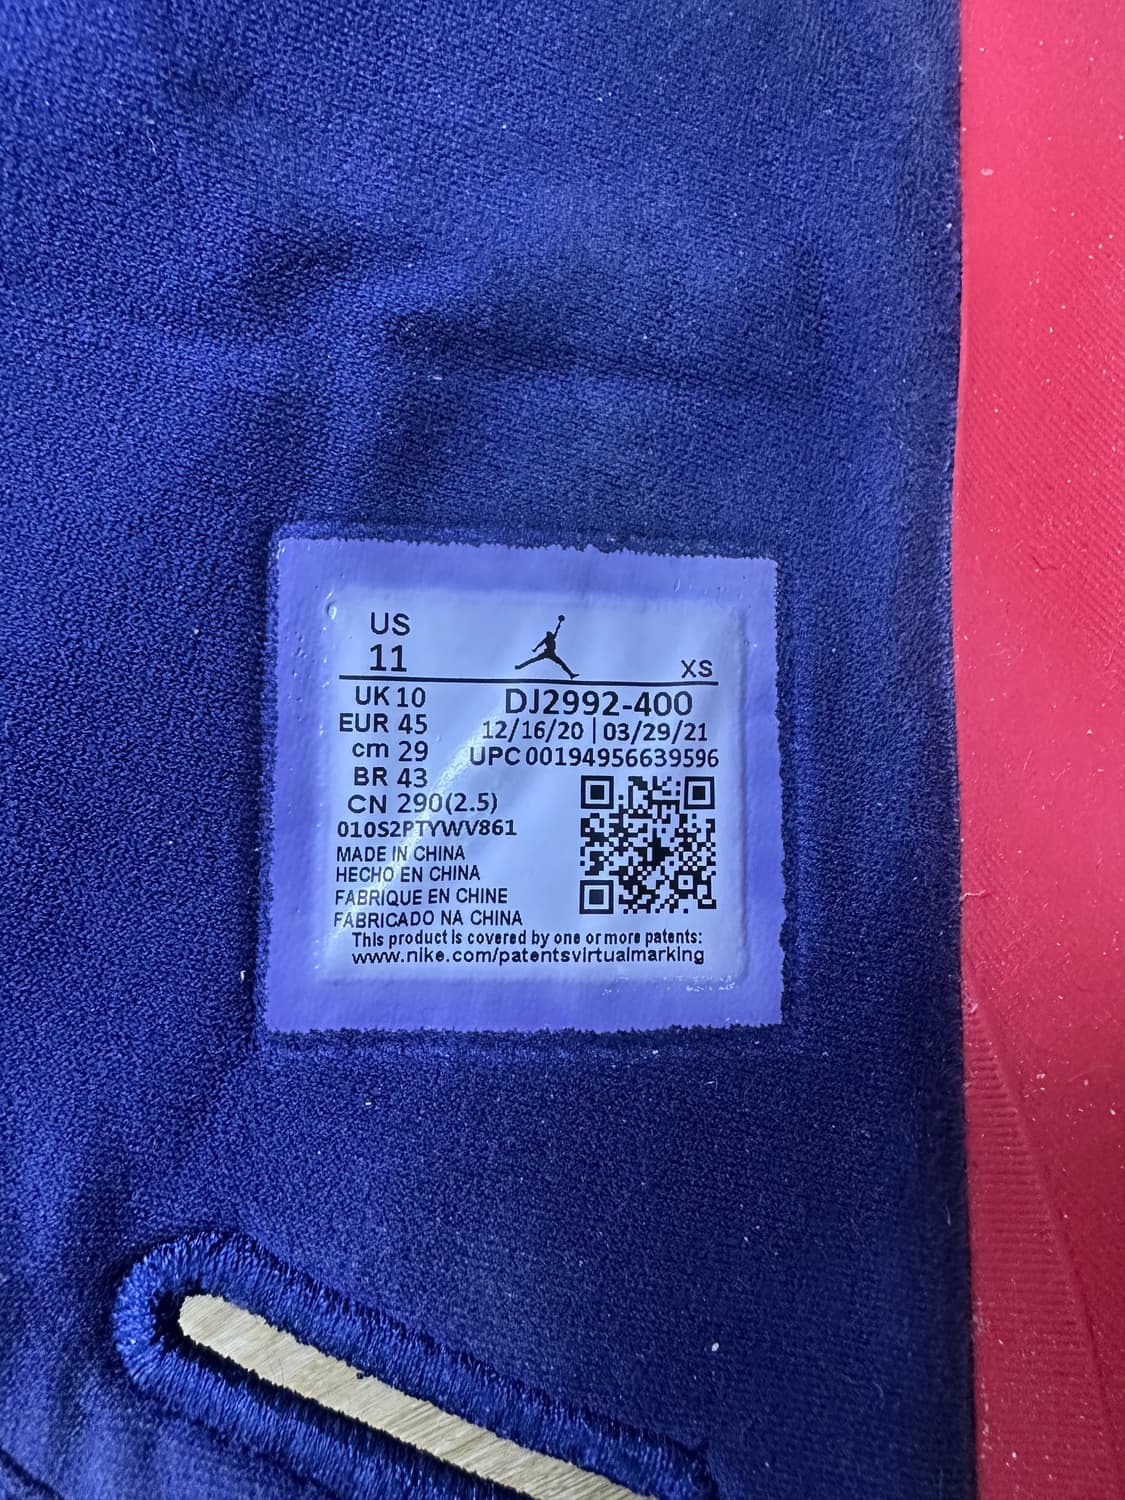 US
11
XS
UK 10
DJ2992-400
EUR 45
12/16/20 | 03/29/21
cm 29
UPC 00194956639596
BR 43
CN 290(2.5)
010S2PTYWV861
MADE IN CHINA
HECHO EN CHINA
FABRIQUE EN CHINE
FABRICADO NA CHINA
This product is covered by one or more patents:
www.nike.com/patentsvirtualmarking